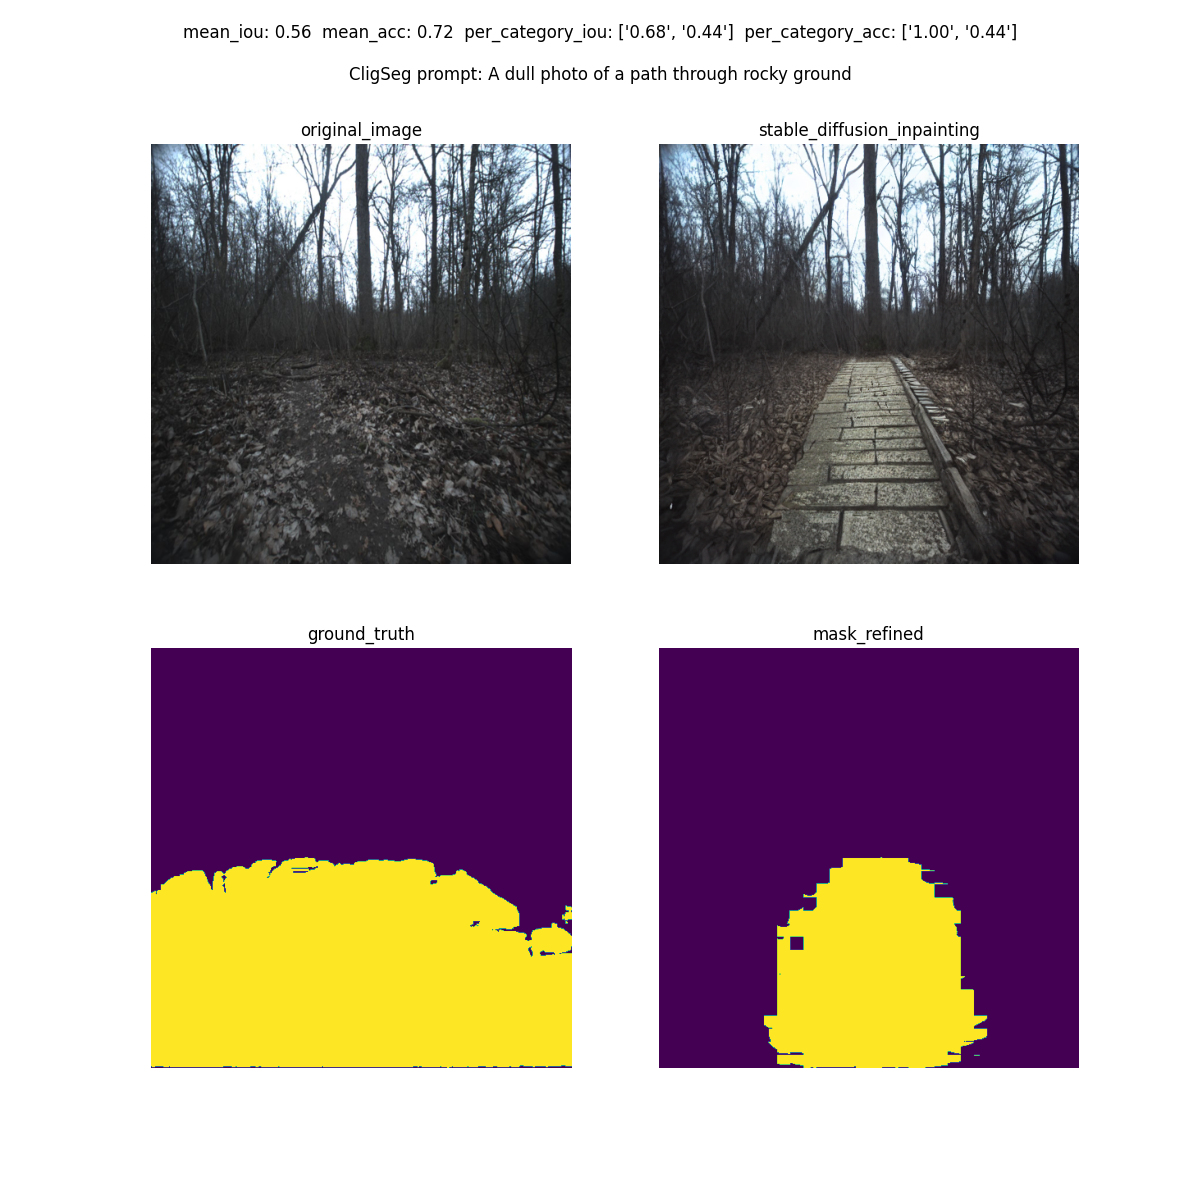 mean_iou: 0.56  mean_acc: 0.72  per_category_iou: ['0.68', '0.44']  per_category_acc: ['1.00', '0.44']
CligSeg prompt: A dull photo of a path through rocky ground
original_image
stable_diffusion_inpainting
ground_truth
mask_refined